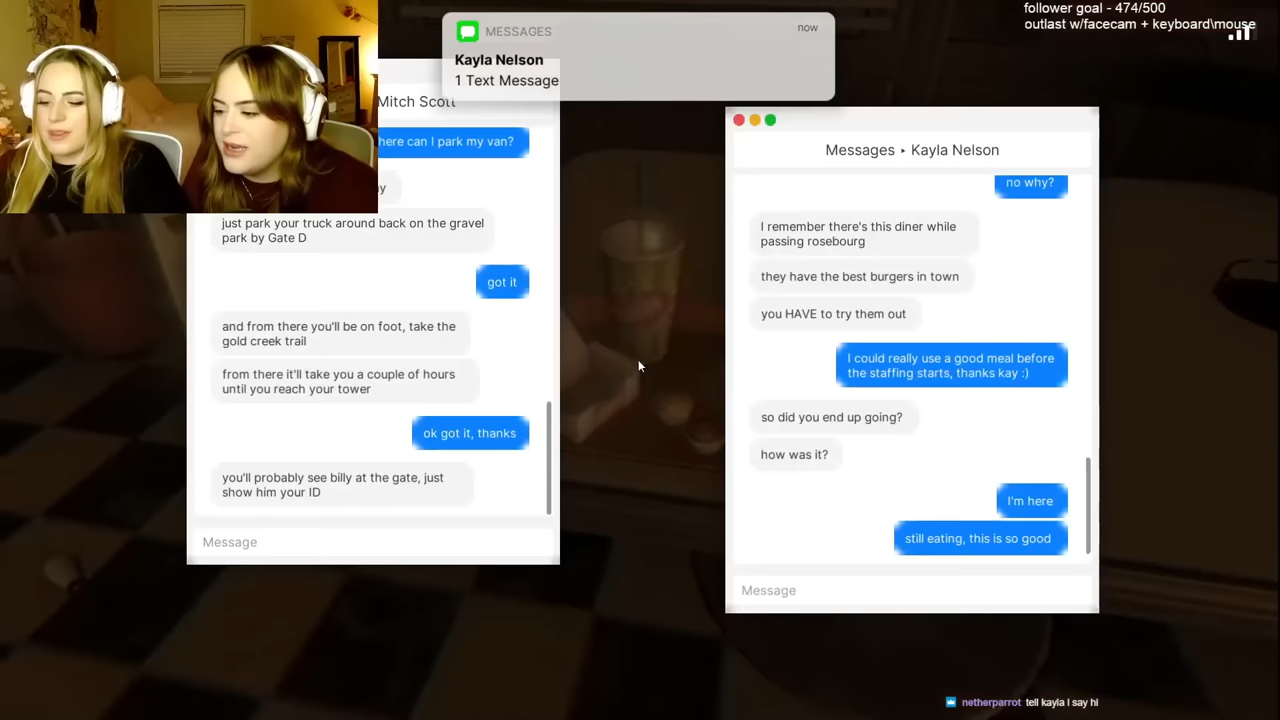 follower goal - 474/500
outlast w/facecam + keyboard\mouse
MESSAGES
now
Kayla Nelson
1 Text Message
Mitch Scott
here can I park my van?
just park your truck around back on the gravel
park by Gate D
got it
and from there you'll be on foot, take the
gold creek trail
from there it'll take you a couple of hours
until you reach your tower
ok got it, thanks
you'll probably see billy at the gate, just
show him your ID
Message
Messages ▸ Kayla Nelson
no why?
I remember there's this diner while
passing rosebourg
they have the best burgers in town
you HAVE to try them out
I could really use a good meal before
the staffing starts, thanks kay :)
so did you end up going?
how was it?
I'm here
still eating, this is so good
Message
netherparrot tell kayla I say hi